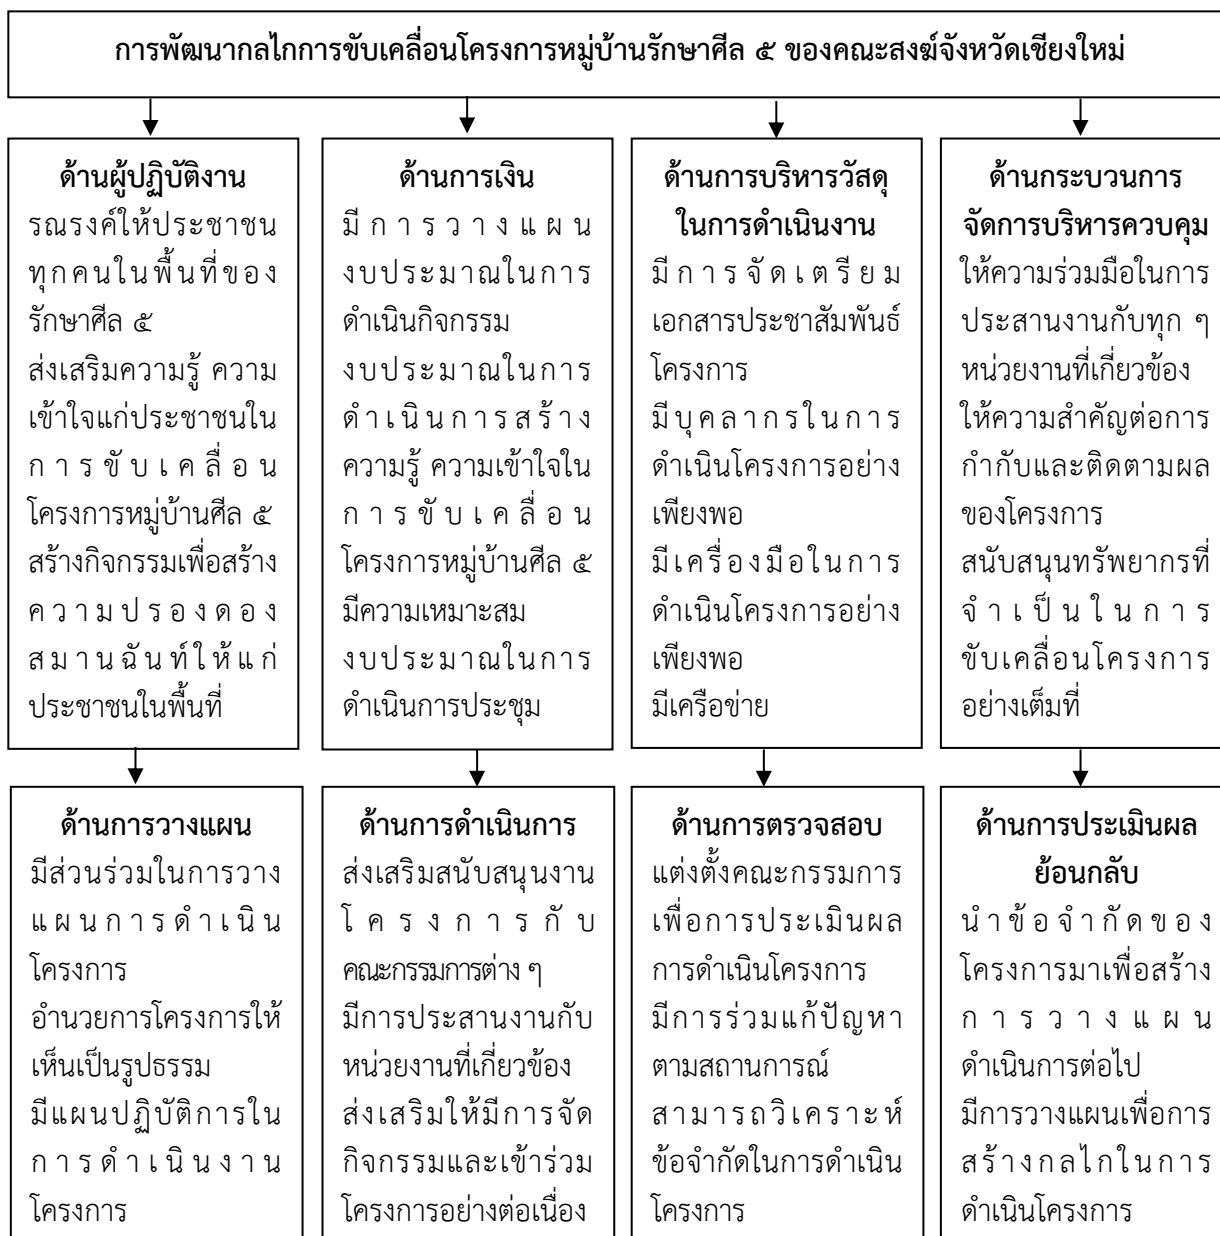 การพัฒนากลไกการขับเคลื่อนโครงการหมู่บ้านรักษาศีล ๕ ของคณะสงฆ์จังหวัดเชียงใหม่
ด้านผู้ปฏิบัติงาน
รณรงค์ให้ประชาชน
ทุกคนในพื้นที่ของ
รักษาศีล ๕
ส่งเสริมความรู้ ความ
เข้าใจแก่ประชาชนใน
การขับเคลื่อน
โครงการหมู่บ้านศีล ๕
สร้างกิจกรรมเพื่อสร้าง
ความปรองดอง
สมานฉันท์ให้แก่
ประชาชนในพื้นที่
ด้านการเงิน
มีการวางแผน
งบประมาณในการ
ดำเนินกิจกรรม
งบประมาณในการ
ดำเนินการสร้าง
ความรู้ ความเข้าใจใน
การขับเคลื่อน
โครงการหมู่บ้านศีล ๕
มีความเหมาะสม
งบประมาณในการ
ดำเนินการประชุม
ด้านการบริหารวัสดุ
ในการดำเนินงาน
มีการจัดเตรียม
เอกสารประชาสัมพันธ์
โครงการ
มีบุคลากรในการ
ดำเนินโครงการอย่าง
เพียงพอ
มีเครื่องมือในการ
ดำเนินโครงการอย่าง
เพียงพอ
มีเครือข่าย
ด้านกระบวนการ
จัดการบริหารควบคุม
ให้ความร่วมมือในการ
ประสานงานกับทุก ๆ
หน่วยงานที่เกี่ยวข้อง
ให้ความสำคัญต่อการ
กำกับและติดตามผล
ของโครงการ
สนับสนุนทรัพยากรที่
จำเป็นในการ
ขับเคลื่อนโครงการ
อย่างเต็มที่
ด้านการวางแผน
มีส่วนร่วมในการวาง
แผนการดำเนิน
โครงการ
อำนวยการโครงการให้
เห็นเป็นรูปธรรม
มีแผนปฏิบัติการใน
การดำเนินงาน
โครงการ
ด้านการดำเนินการ
ส่งเสริมสนับสนุนงาน
โครงการกับ
คณะกรรมการต่าง ๆ
มีการประสานงานกับ
หน่วยงานที่เกี่ยวข้อง
ส่งเสริมให้มีการจัด
กิจกรรมและเข้าร่วม
โครงการอย่างต่อเนื่อง
ด้านการตรวจสอบ
แต่งตั้งคณะกรรมการ
เพื่อการประเมินผล
การดำเนินโครงการ
มีการร่วมแก้ปัญหา
ตามสถานการณ์
สามารถวิเคราะห์
ข้อจำกัดในการดำเนิน
โครงการ
ด้านการประเมินผล
ย้อนกลับ
นำข้อจำกัดของ
โครงการมาเพื่อสร้าง
การวางแผน
ดำเนินการต่อไป
มีการวางแผนเพื่อการ
สร้างกลไกในการ
ดำเนินโครงการ